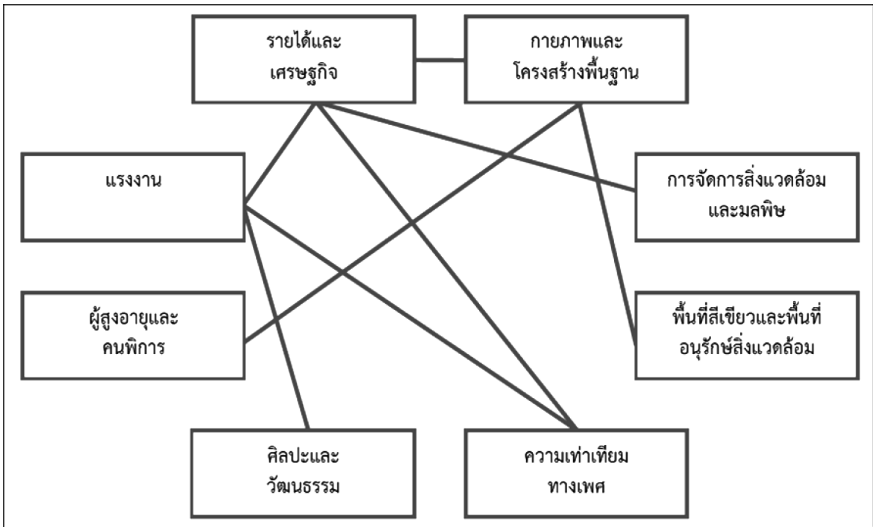 รายได้และ
เศรษฐกิจ
กายภาพและ
โครงสร้างพื้นฐาน
แรงงาน
การจัดการสิ่งแวดล้อม
และมลพิษ
ผู้สูงอายุและ
คนพิการ
พื้นที่สีเขียวและพื้นที่
อนุรักษ์สิ่งแวดล้อม
ศิลปะและ
วัฒนธรรม
ความเท่าเทียม
ทางเพศ